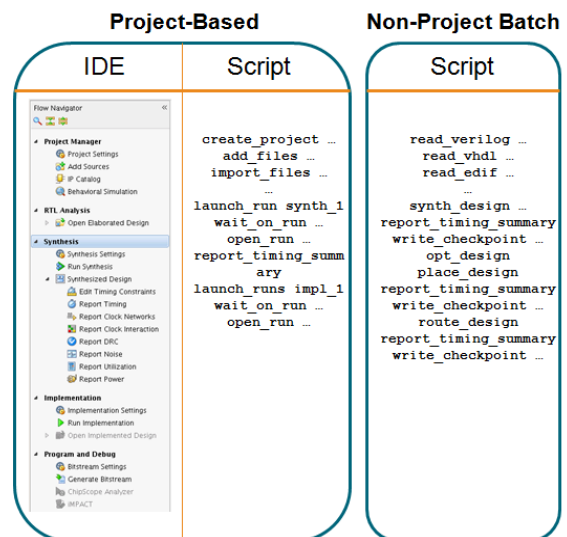 Project-Based
Non-Project Batch
IDE
Script
Script
Flow Navigator
«
Project Manager
Project Settings
Add Sources
IP Catalog
Behavioral Simulation
RTL Analysis
Open Elaborated Design
Synthesis
Synthesis Settings
Run Synthesis
Synthesized Design
Edit Timing Constraints
Report Timing
Report Clock Networks
Report Clock Interaction
Report DRC
Report Noise
Report Utilization
Report Power
Implementation
Implementation Settings
Run Implementation
Open Implemented Design
Program and Debug
Bitstream Settings
Generate Bitstream
ChipScope Analyzer
iMPACT
create_project …
add_files …
import_files …
…
launch_run synth_1
wait_on_run …
open_run …
report_timing_summ
ary
launch_runs impl_1
wait_on_run …
open_run …
read_verilog …
read_vhdl …
read_edif …
…
synth_design …
report_timing_summary
write_checkpoint …
opt_design
place_design
report_timing_summary
write_checkpoint …
route_design
report_timing_summary
write_checkpoint …